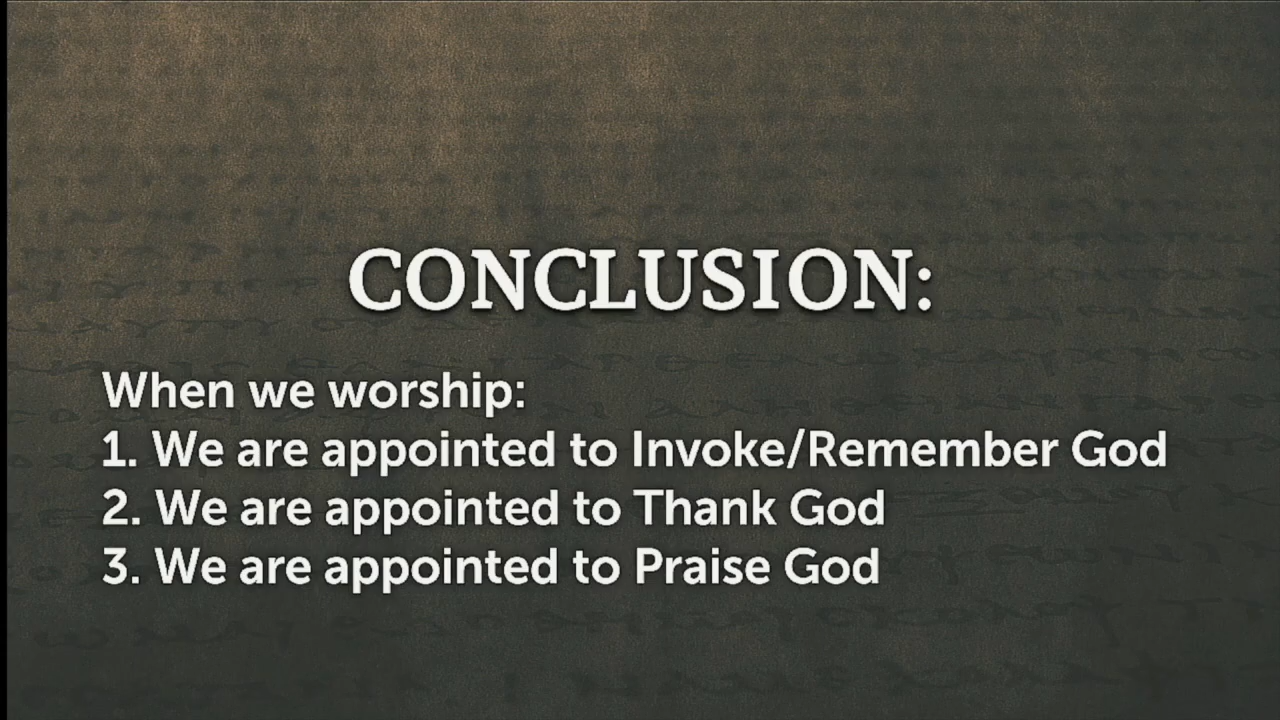 CONCLUSION:
When we worship:
1. We are appointed to Invoke/Remember God
2. We are appointed to Thank God
3. We are appointed to Praise God